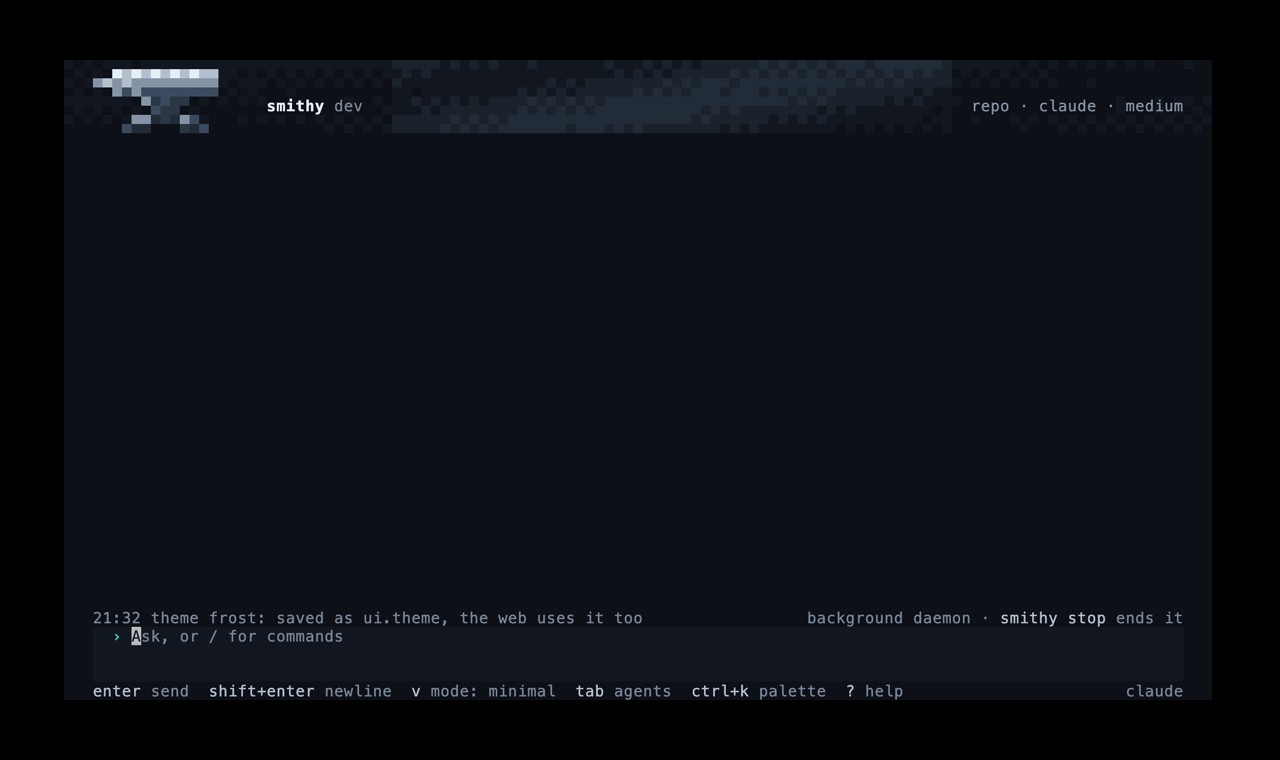 smithy dev repo · claude · medium
21:32 theme frost: saved as ui.theme, the web uses it too background daemon · smithy stop ends it
› Ask, or / for commands
enter send shift+enter newline v mode: minimal tab agents ctrl+k palette ? help claude